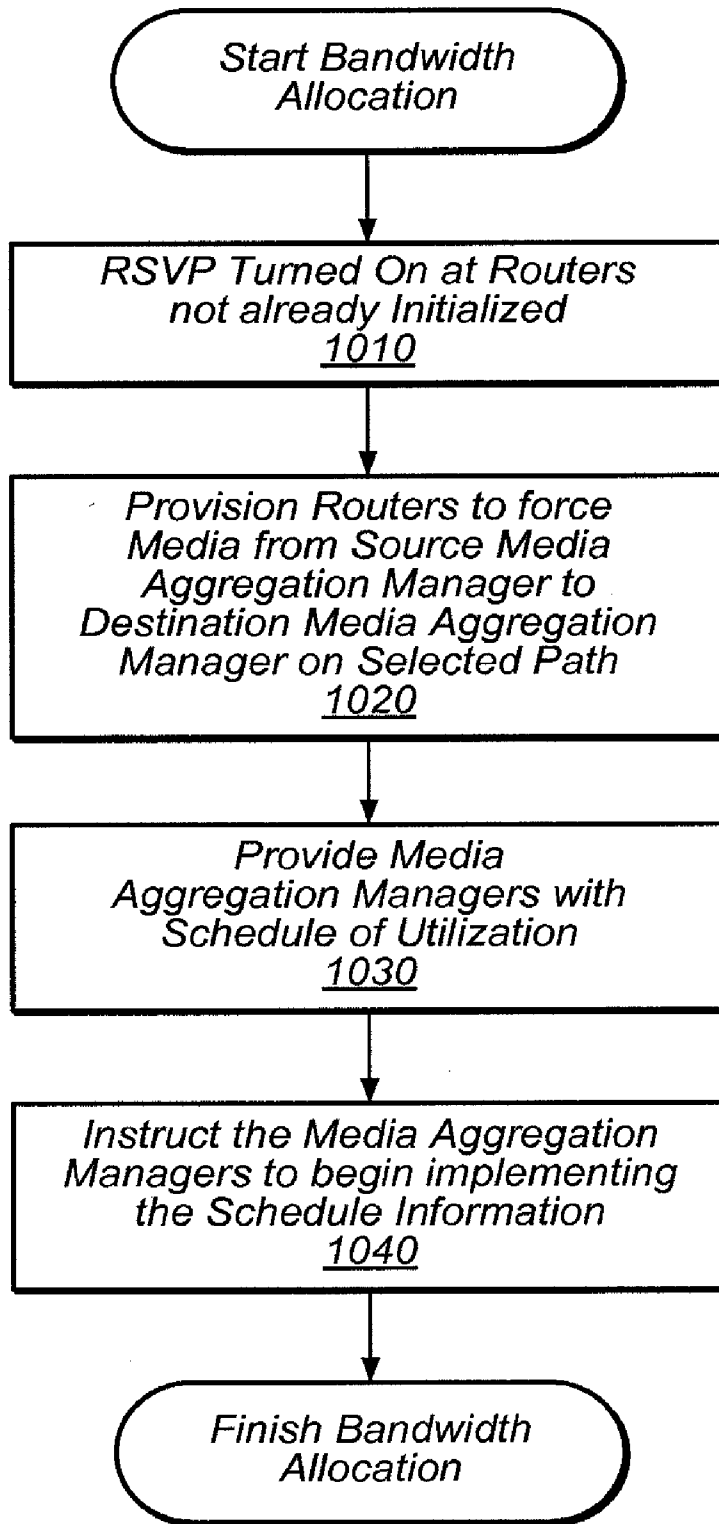 Start Bandwidth
Allocation
RSVP Turned On at Routers
not already Initialized
1010
Provision Routers to force
Media from Source Media
Aggregation Manager to
Destination Media Aggregation
Manager on Selected Path
1020
Provide Media
Aggregation Managers with
Schedule of Utilization
1030
Instruct the Media Aggregation
Managers to begin implementing
the Schedule Information
1040
Finish Bandwidth
Allocation